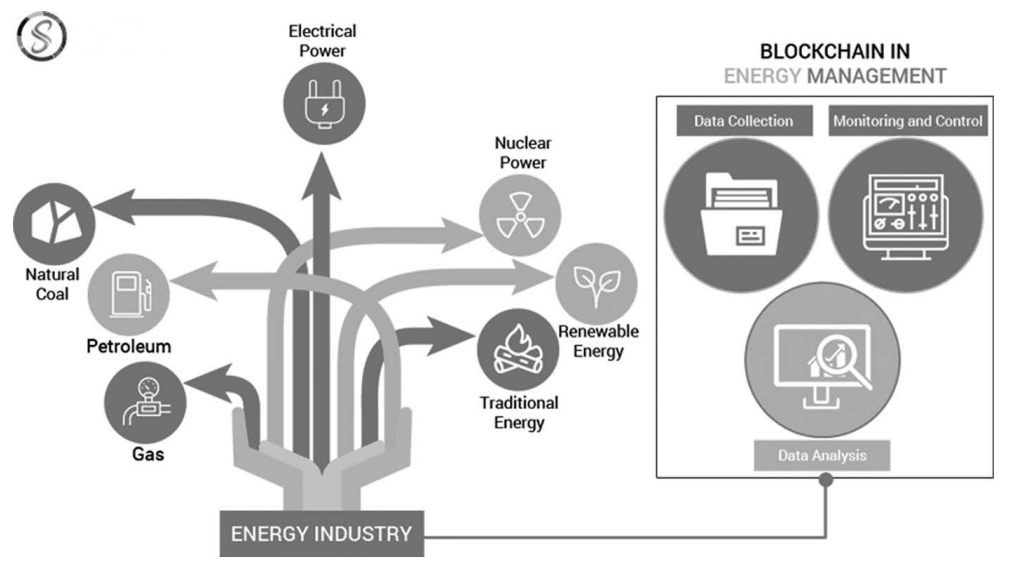 S
Electrical
Power
Nuclear
Power
Natural
Coal
Petroleum
Renewable
Energy
Gas
Traditional
Energy
ENERGY INDUSTRY
BLOCKCHAIN IN
ENERGY MANAGEMENT
Data Collection
Monitoring and Control
Data Analysis